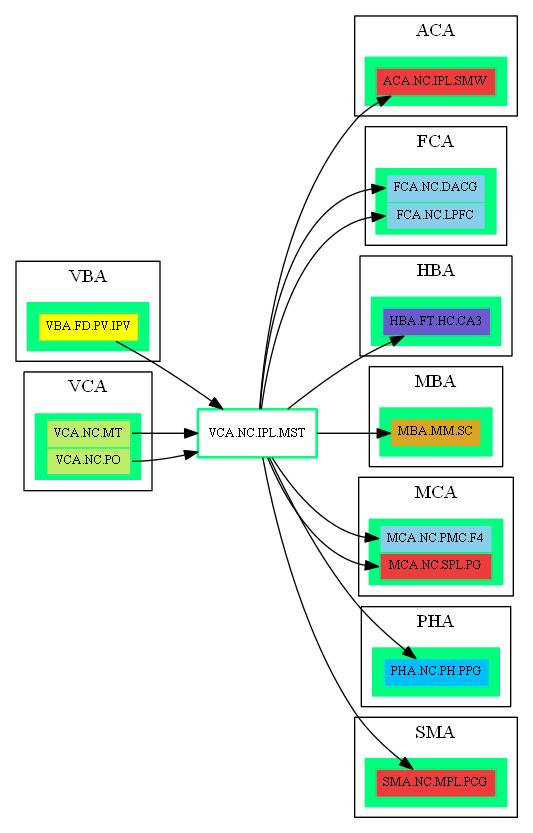 ACA
ACA.NC.IPL.SMW
FCA
FCA.NC.DACG
FCA.NC.LPFC
HBA
HBA.FT.HC.CA3
VBA
VBA.FD.PV.IPV
VCA
VCA.NC.MT
VCA.NC.PO
VCA.NC.IPL.MST
MBA
MBA.MM.SC
MCA
MCA.NC.PMC.F4
MCA.NC.SPL.PG
PHA
PHA.NC.PH.PPG
SMA
SMA.NC.MPL.PCG